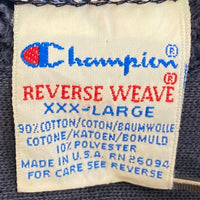 Champion®
REVERSE WEAVE®
XXX-LARGE
90% COTTON/COTON/BAUMWOLLE
COTONE/KATOEN/BOMULD
10% POLYESTER
MADE IN U.S.A. RN 26094
FOR CARE SEE REVERSE